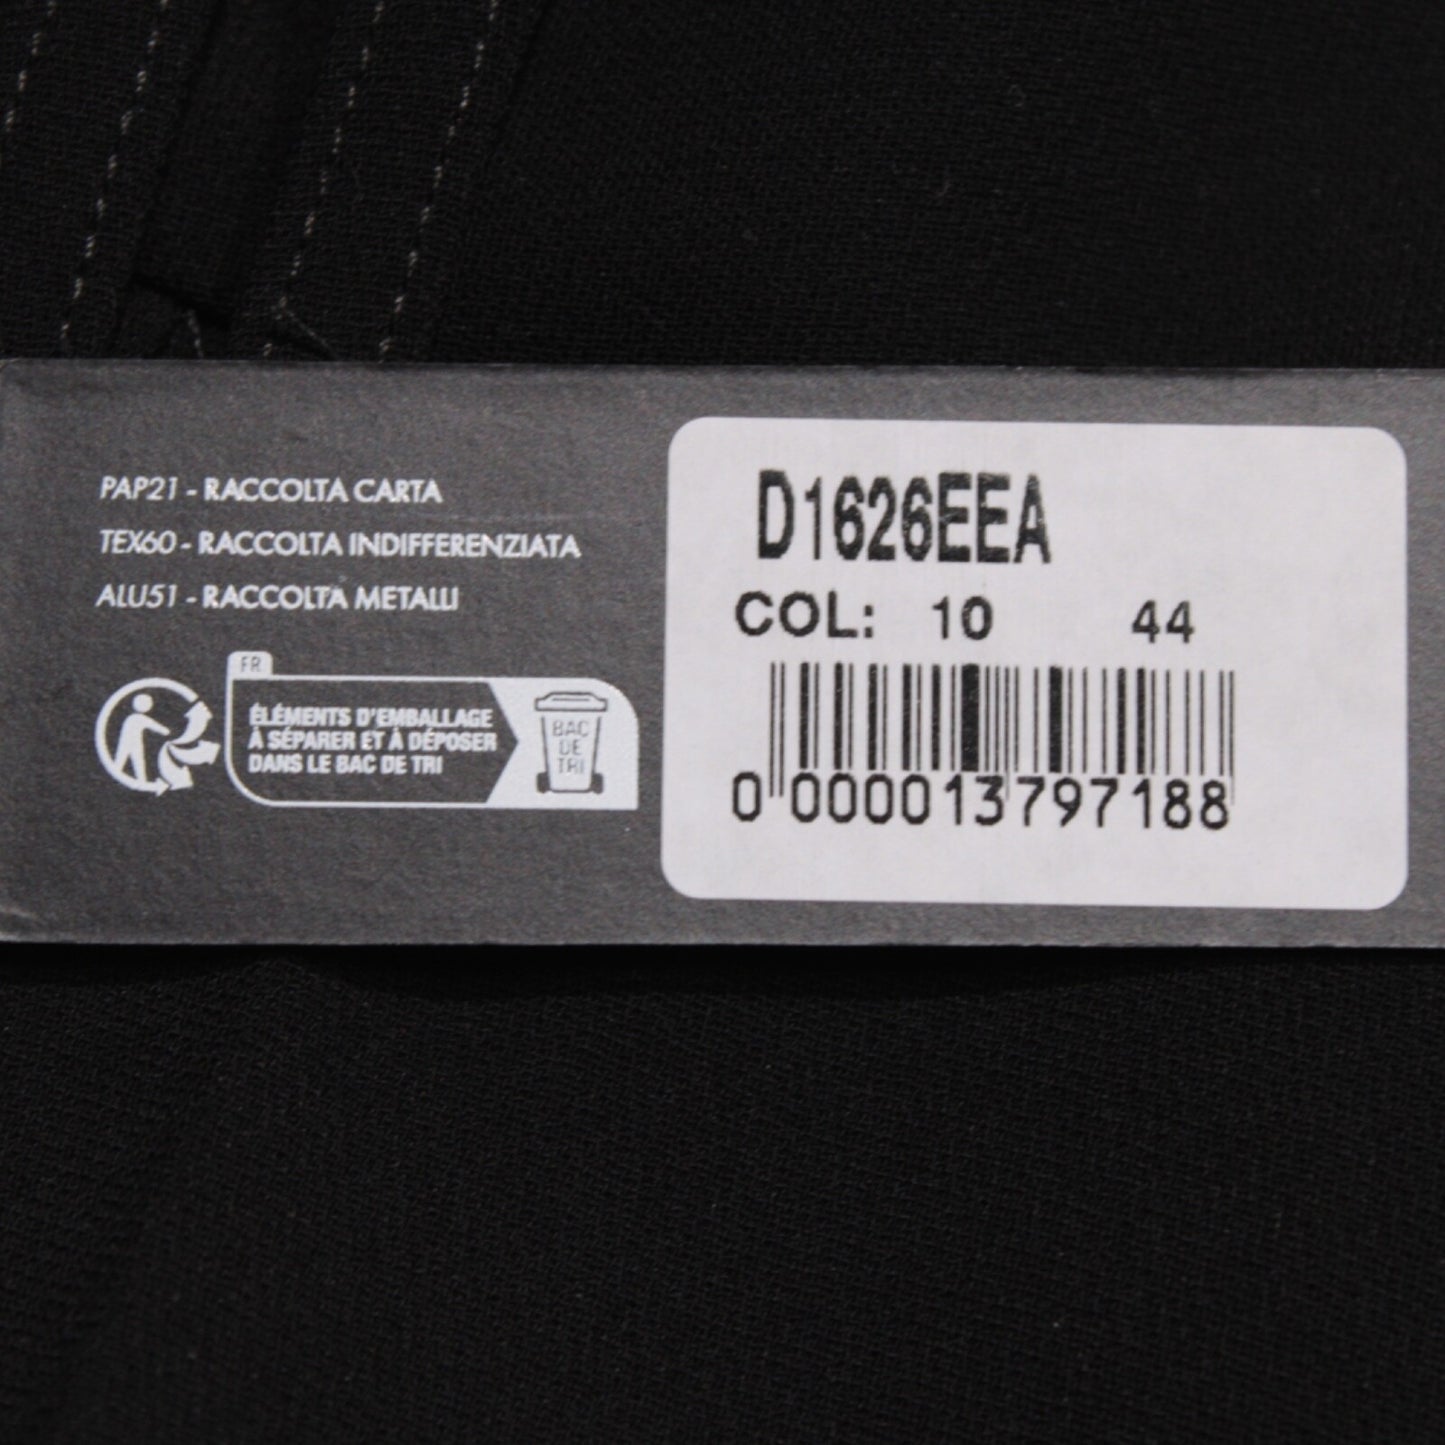 PAP21 - RACCOLTA CARTA
TEX60 - RACCOLTA INDIFFERENZIATA
ALU51 - RACCOLTA METALLI
FR
ÉLÉMENTS D'EMBALLAGE
À SÉPARER ET À DÉPOSER
DANS LE BAC DE TRI
BAC
DE
TRI
D1626EEA
COL: 10 44
0 000013797188